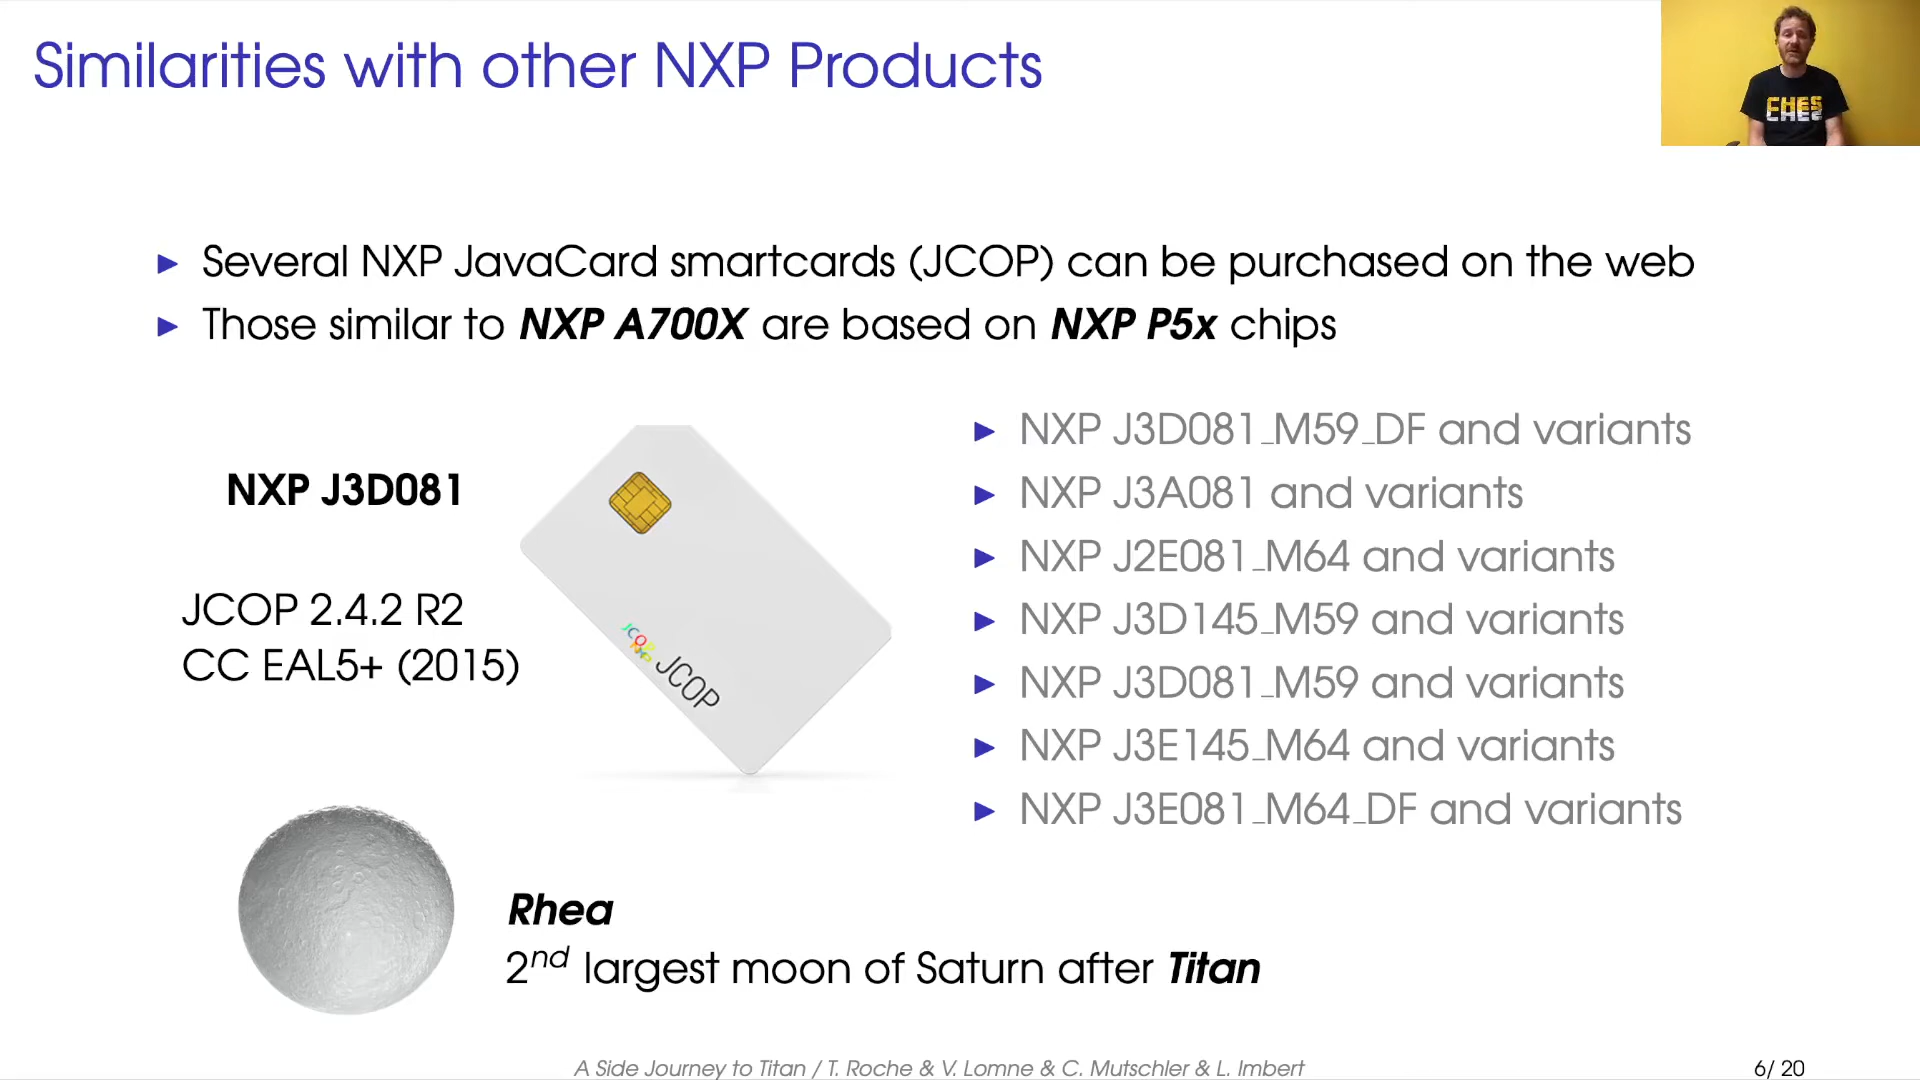 Similarities with other NXP Products
CHES
► Several NXP JavaCard smartcards (JCOP) can be purchased on the web
► Those similar to NXP A700X are based on NXP P5x chips
NXP J3D081
JCOP 2.4.2 R2
CC EAL5+ (2015)
JCOP
NXP
JCOP
► NXP J3D081_M59_DF and variants
► NXP J3A081 and variants
► NXP J2E081_M64 and variants
► NXP J3D145_M59 and variants
► NXP J3D081_M59 and variants
► NXP J3E145_M64 and variants
► NXP J3E081_M64_DF and variants
Rhea
2nd largest moon of Saturn after Titan
A Side Journey to Titan / T. Roche & V. Lomne & C. Mutschler & L. Imbert
6/ 20